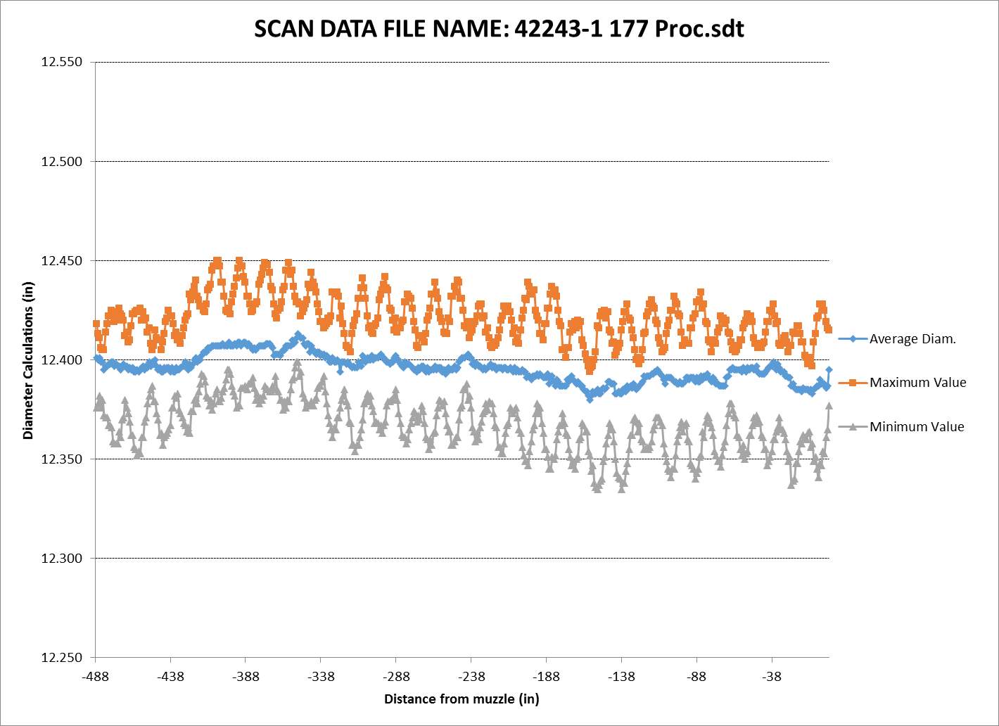 SCAN DATA FILE NAME: 42243-1 177 Proc.sdt
12.550
12.500
12.450
12.400
12.350
12.300
12.250
Diameter Calculations (in)
-488 -438 -388 -338 -288 -238 -188 -138 -88 -38
Distance from muzzle (in)
Average Diam.
Maximum Value
Minimum Value